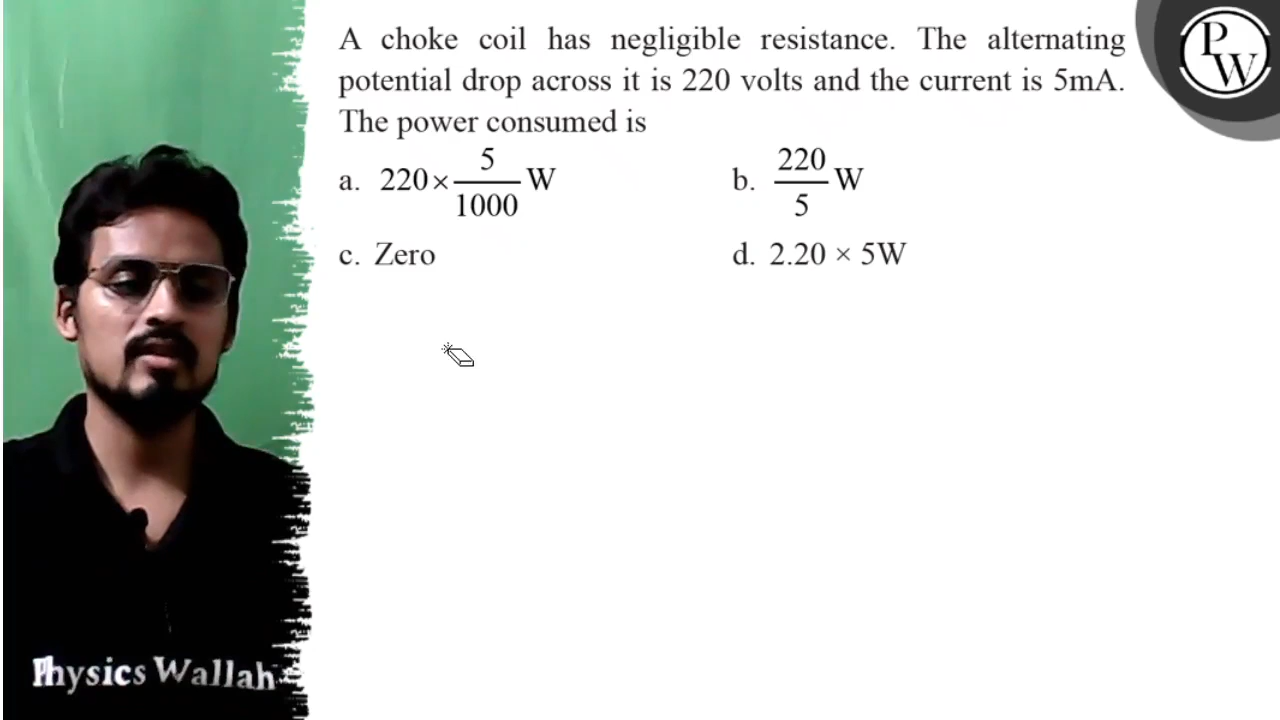 A choke coil has negligible resistance. The alternating
potential drop across it is 220 volts and the current is 5mA.
The power consumed is
a. 220 × 5/1000 W
b. 220/5 W
c. Zero
d. 2.20 × 5W
PW
Physics Wallah